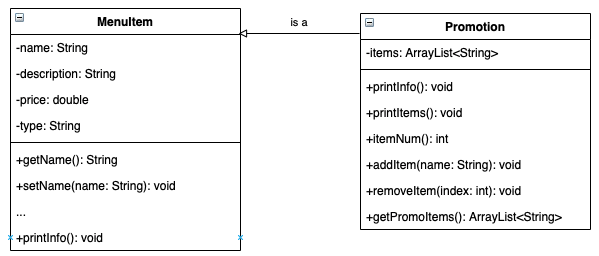 MenuItem
-name: String
-description: String
-price: double
-type: String
+getName(): String
+setName(name: String): void
...
+printInfo(): void
is a
Promotion
-items: ArrayList<String>
+printInfo(): void
+printItems(): void
+itemNum(): int
+addItem(name: String): void
+removeItem(index: int): void
+getPromoItems(): ArrayList<String>